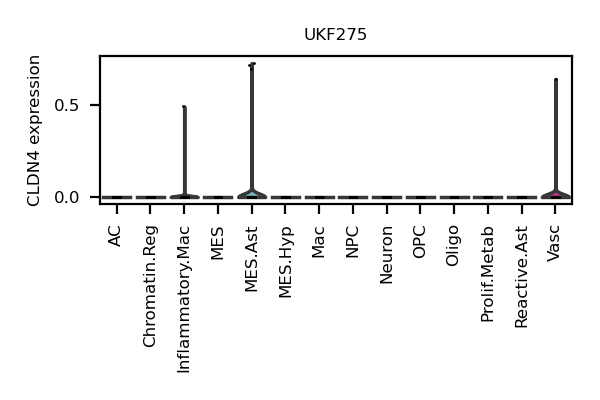 UKF275
CLDN4 expression
0.5
0.0
AC
Chromatin.Reg
Inflammatory.Mac
MES
MES.Ast
MES.Hyp
Mac
NPC
Neuron
OPC
Oligo
Prolif.Metab
Reactive.Ast
Vasc